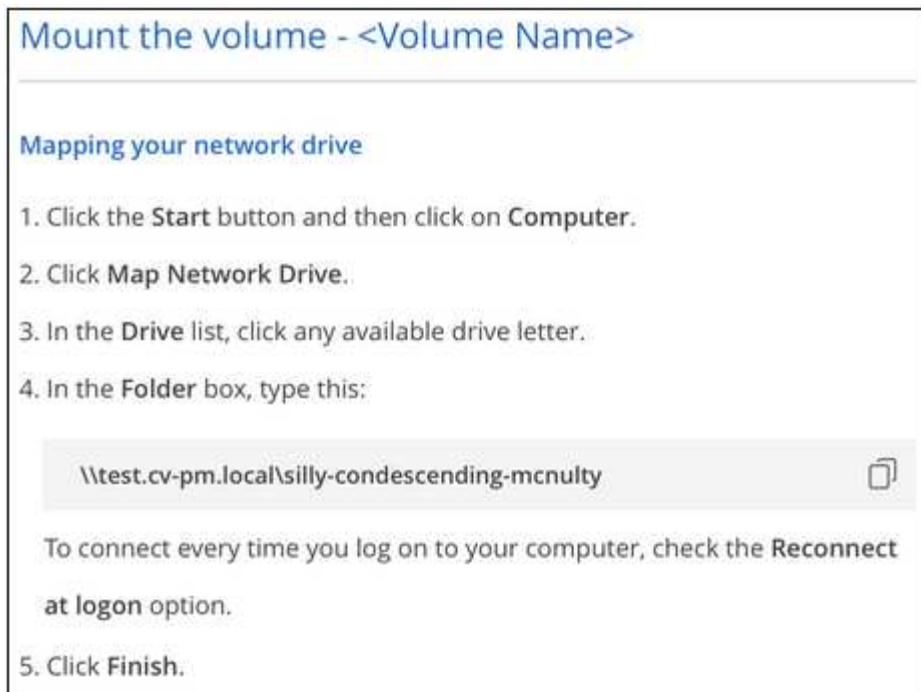 Mount the volume - <Volume Name>
Mapping your network drive
1. Click the Start button and then click on Computer.
2. Click Map Network Drive.
3. In the Drive list, click any available drive letter.
4. In the Folder box, type this:
\\test.cv-pm.local\silly-condescending-mcnulty
To connect every time you log on to your computer, check the Reconnect
at logon option.
5. Click Finish.